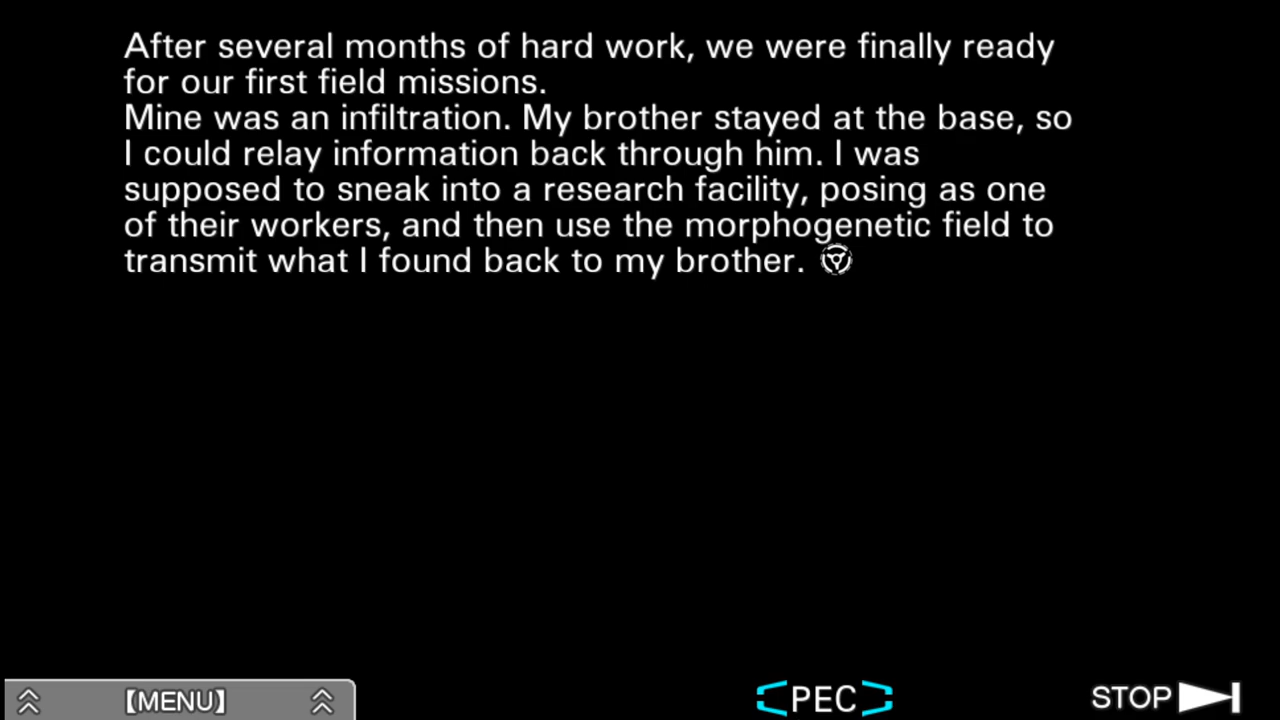 After several months of hard work, we were finally ready
for our first field missions.
Mine was an infiltration. My brother stayed at the base, so
I could relay information back through him. I was
supposed to sneak into a research facility, posing as one
of their workers, and then use the morphogenetic field to
transmit what I found back to my brother.
【MENU】
PEC
STOP